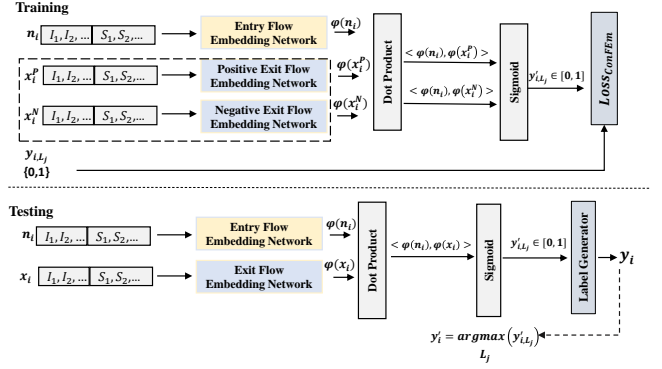 Training
n_i I_1, I_2, ... S_1, S_2,... Entry Flow Embedding Network φ(n_i)
x_i^P I_1, I_2, ... S_1, S_2,... Positive Exit Flow Embedding Network φ(x_i^P)
x_i^N I_1, I_2, ... S_1, S_2,... Negative Exit Flow Embedding Network φ(x_i^N)
Dot Product
< φ(n_i), φ(x_i^P) >
< φ(n_i), φ(x_i^N) >
Sigmoid
y'_{i,L_j} ∈ [0, 1]
Loss_{ConFEm}
y_{i,L_j}
{0,1}
Testing
n_i I_1, I_2, ... S_1, S_2,... Entry Flow Embedding Network φ(n_i)
x_i I_1, I_2, ... S_1, S_2,... Exit Flow Embedding Network φ(x_i)
Dot Product
< φ(n_i), φ(x_i) >
Sigmoid
y'_{i,L_j} ∈ [0, 1]
Label Generator
y_i
y'_i = argmax(y'_{i,L_j})
L_j